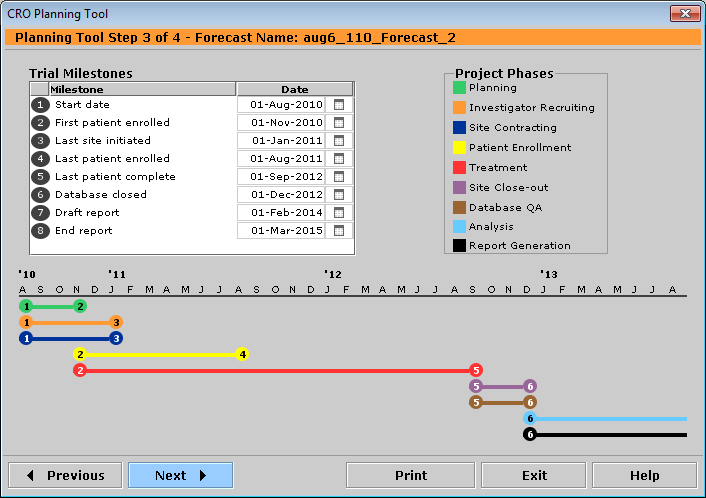 CRO Planning Tool
Planning Tool Step 3 of 4 - Forecast Name: aug6_110_Forecast_2
Trial Milestones
Milestone Date
1 Start date 01-Aug-2010
2 First patient enrolled 01-Nov-2010
3 Last site initiated 01-Jan-2011
4 Last patient enrolled 01-Aug-2011
5 Last patient complete 01-Sep-2012
6 Database closed 01-Dec-2012
7 Draft report 01-Feb-2014
8 End report 01-Mar-2015
Project Phases
Planning
Investigator Recruiting
Site Contracting
Patient Enrollment
Treatment
Site Close-out
Database QA
Analysis
Report Generation
'10 '11 '12 '13
A S O N D J F M A M J J A S O N D J F M A M J J A S O N D J F M A M J J A
1 2
1 3
1 3
2 4
2 5
5 6
5 6
6
6
Previous Next Print Exit Help